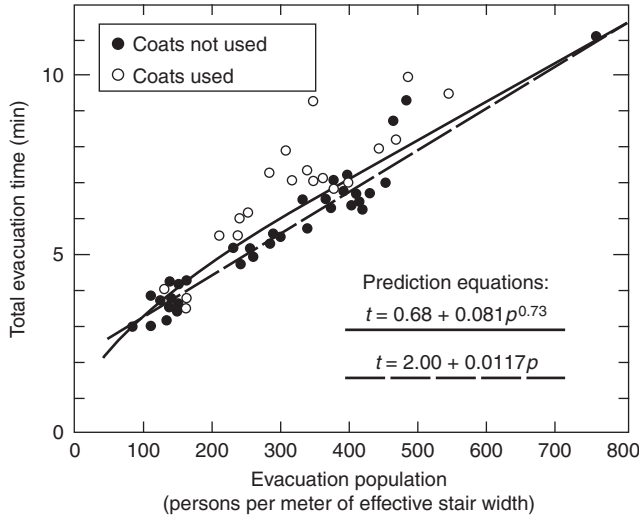 Coats not used
Coats used
Total evacuation time (min)
10
5
0
Prediction equations:
t = 0.68 + 0.081p^0.73
t = 2.00 + 0.0117p
0 100 200 300 400 500 600 700 800
Evacuation population
(persons per meter of effective stair width)